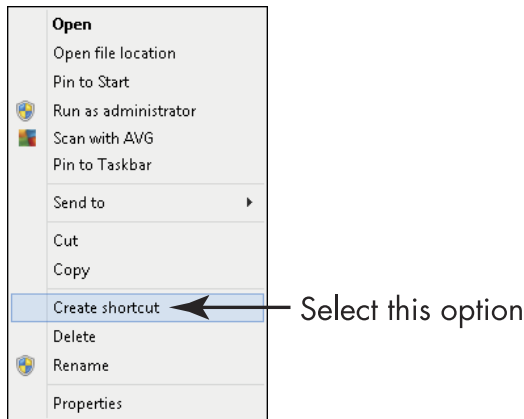 Open
Open file location
Pin to Start
Run as administrator
Scan with AVG
Pin to Taskbar
Send to
Cut
Copy
Create shortcut
Select this option
Delete
Rename
Properties